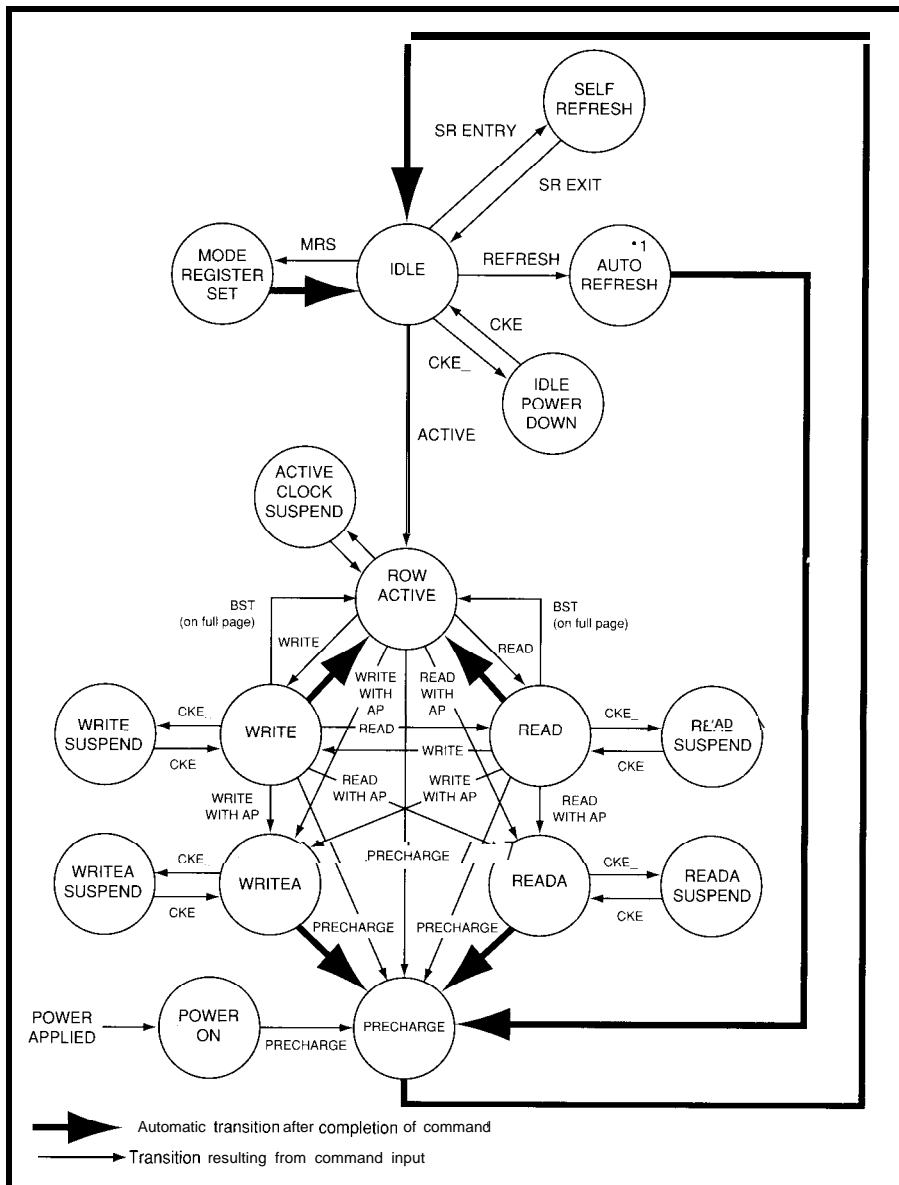 SELF
REFRESH
SR ENTRY
SR EXIT
MODE
REGISTER
SET
MRS
IDLE
REFRESH
*1
AUTO
REFRESH
CKE
CKE_
IDLE
POWER
DOWN
ACTIVE
ACTIVE
CLOCK
SUSPEND
ROW
ACTIVE
BST
(on full page)
BST
(on full page)
WRITE
READ
WRITE
WITH
AP
READ
WITH
AP
WRITE
SUSPEND
CKE_
CKE
WRITE
READ
WRITE
READ
CKE_
CKE
READ
SUSPEND
WRITE
WITH AP
READ
WITH AP
WRITE
WITH AP
READ
WITH AP
WRITEA
SUSPEND
CKE_
CKE
WRITEA
PRECHARGE
READA
CKE_
CKE
READA
SUSPEND
PRECHARGE
PRECHARGE
POWER
APPLIED
POWER
ON
PRECHARGE
PRECHARGE
Automatic transition after completion of command
Transition resulting from command input